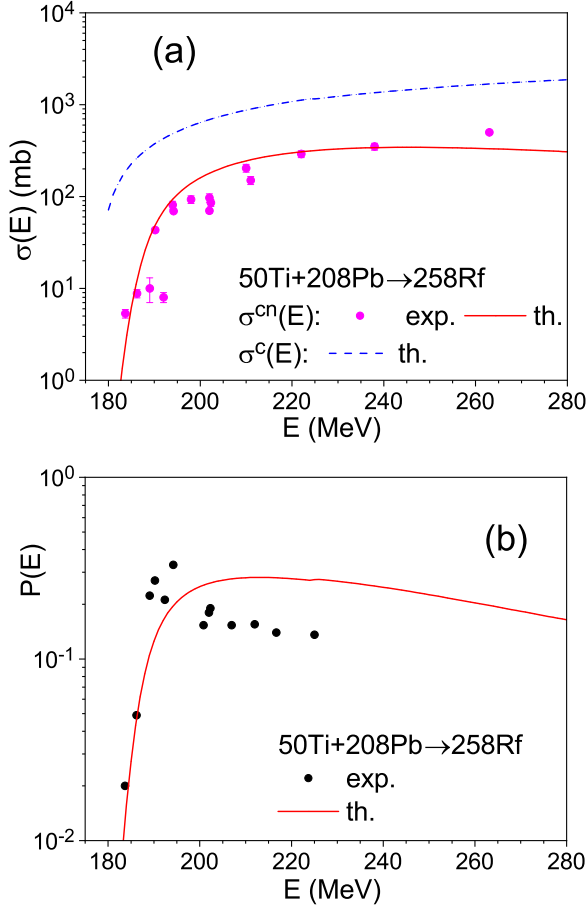 (a)
10⁴
10³
10²
10¹
10⁰
σ(E) (mb)
50Ti+208Pb→258Rf
σᶜⁿ(E): exp. th.
σᶜ(E): th.
180 200 220 240 260 280
E (MeV)
(b)
10⁰
10⁻¹
10⁻²
P(E)
50Ti+208Pb→258Rf
exp.
th.
180 200 220 240 260 280
E (MeV)